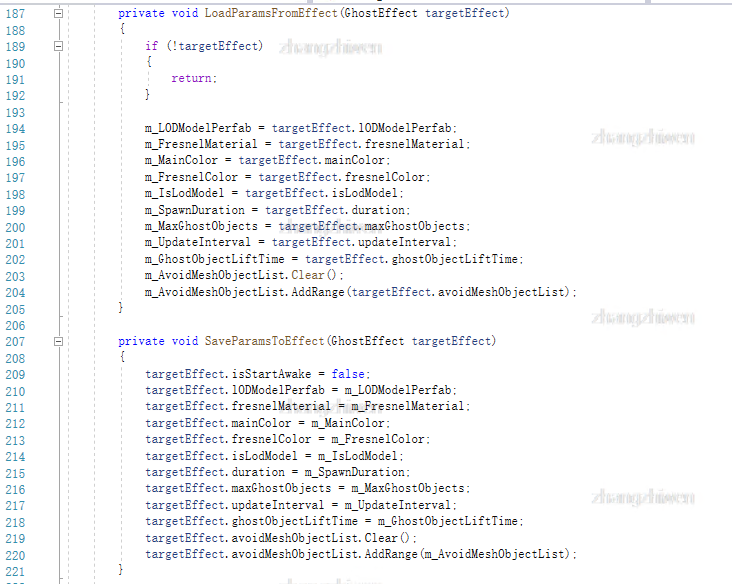 187 private void LoadParamsFromEffect(GhostEffect targetEffect)
188 {
189 if (!targetEffect)
190 {
191 return;
192 }
193
194 m_LODModelPerfab = targetEffect.lODModelPerfab;
195 m_FresnelMaterial = targetEffect.fresnelMaterial;
196 m_MainColor = targetEffect.mainColor;
197 m_FresnelColor = targetEffect.fresnelColor;
198 m_IsLodModel = targetEffect.isLodModel;
199 m_SpawnDuration = targetEffect.duration;
200 m_MaxGhostObjects = targetEffect.maxGhostObjects;
201 m_UpdateInterval = targetEffect.updateInterval;
202 m_GhostObjectLiftTime = targetEffect.ghostObjectLiftTime;
203 m_AvoidMeshObjectList.Clear();
204 m_AvoidMeshObjectList.AddRange(targetEffect.avoidMeshObjectList);
205 }
206
207 private void SaveParamsToEffect(GhostEffect targetEffect)
208 {
209 targetEffect.isStartAwake = false;
210 targetEffect.lODModelPerfab = m_LODModelPerfab;
211 targetEffect.fresnelMaterial = m_FresnelMaterial;
212 targetEffect.mainColor = m_MainColor;
213 targetEffect.fresnelColor = m_FresnelColor;
214 targetEffect.isLodModel = m_IsLodModel;
215 targetEffect.duration = m_SpawnDuration;
216 targetEffect.maxGhostObjects = m_MaxGhostObjects;
217 targetEffect.updateInterval = m_UpdateInterval;
218 targetEffect.ghostObjectLiftTime = m_GhostObjectLiftTime;
219 targetEffect.avoidMeshObjectList.Clear();
220 targetEffect.avoidMeshObjectList.AddRange(m_AvoidMeshObjectList);
221 }
zhangzhiwen
zhangzhiwen
zhangzhiwen
zhangzhiwen
zhangzhiwen
zhangzhiwen